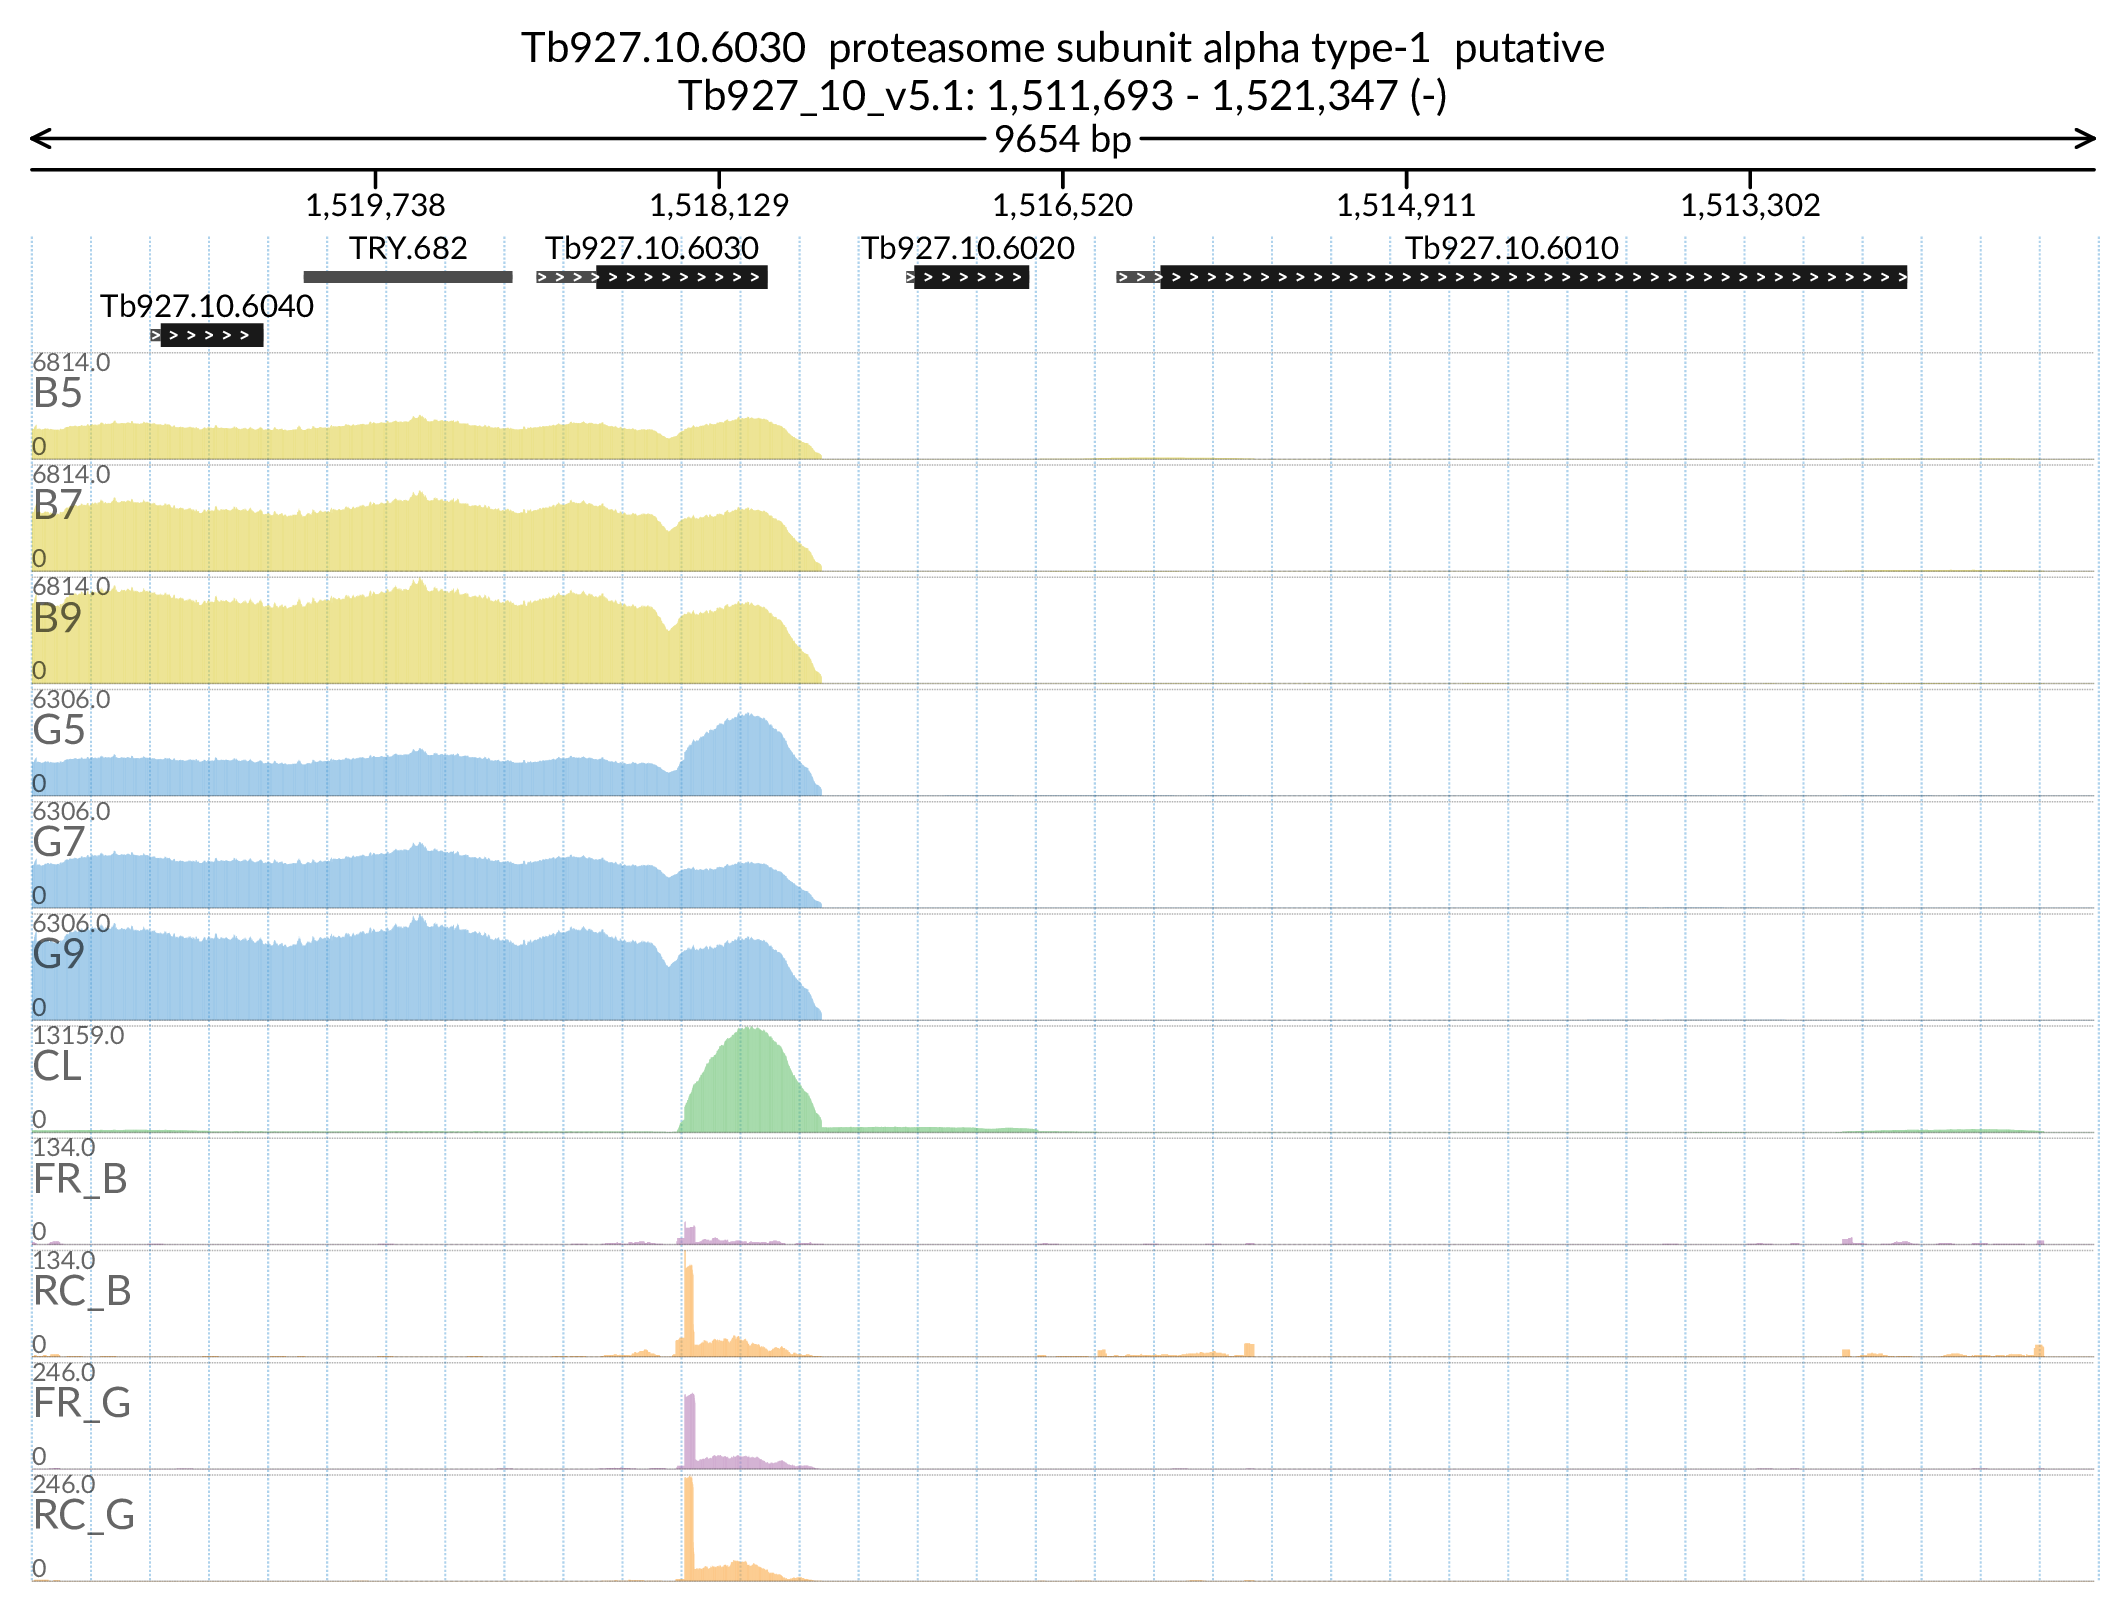 Tb927.10.6030  proteasome subunit alpha type-1  putative
Tb927_10_v5.1: 1,511,693 - 1,521,347 (-)
9654 bp
1,519,738 1,518,129 1,516,520 1,514,911 1,513,302
TRY.682 Tb927.10.6030 Tb927.10.6020 Tb927.10.6010
Tb927.10.6040
6814.0
B5
0
6814.0
B7
0
6814.0
B9
0
6306.0
G5
0
6306.0
G7
0
6306.0
G9
0
13159.0
CL
0
134.0
FR_B
0
134.0
RC_B
0
246.0
FR_G
0
246.0
RC_G
0